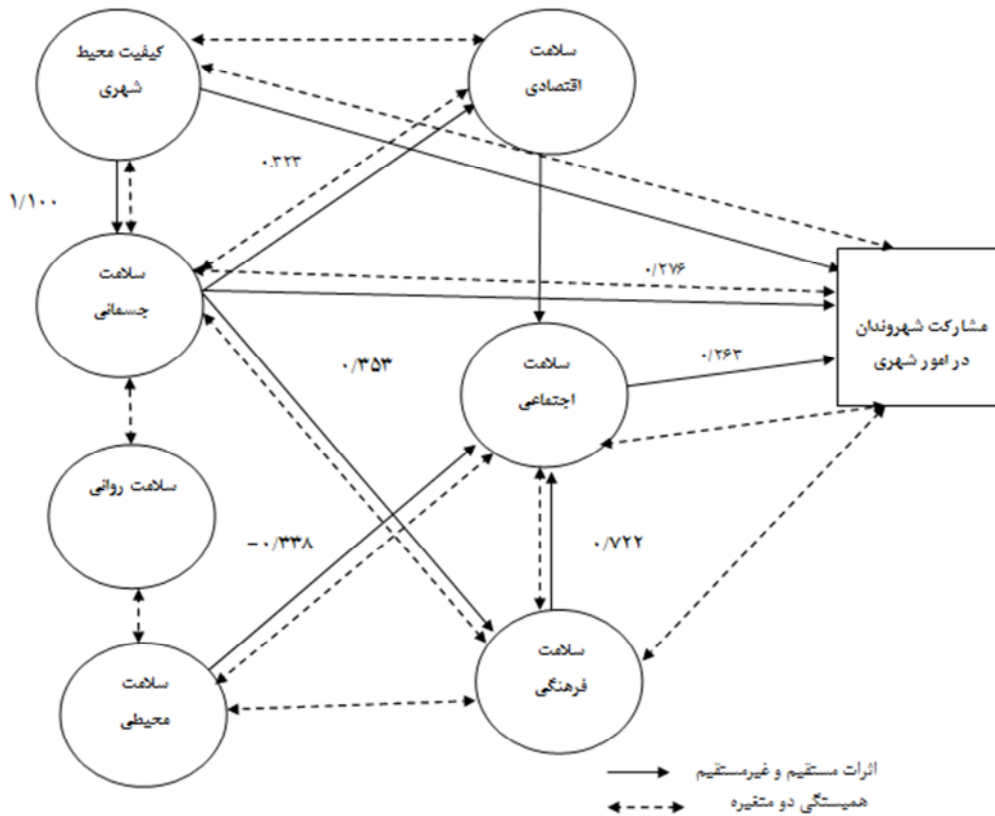 کیفیت محیط
شهری
سلامت
اقتصادی
۰.۳۲۳
۱/۱۰۰
سلامت
جسمانی
۰/۲۷۶
مشارکت شهروندان
در امور شهری
۰/۳۵۳
سلامت
اجتماعی
۰/۲۶۳
سلامت روانی
-۰/۳۳۸
۰/۷۲۲
سلامت
محیطی
سلامت
فرهنگی
اثرات مستقیم و غیرمستقیم
همبستگی دو متغیره